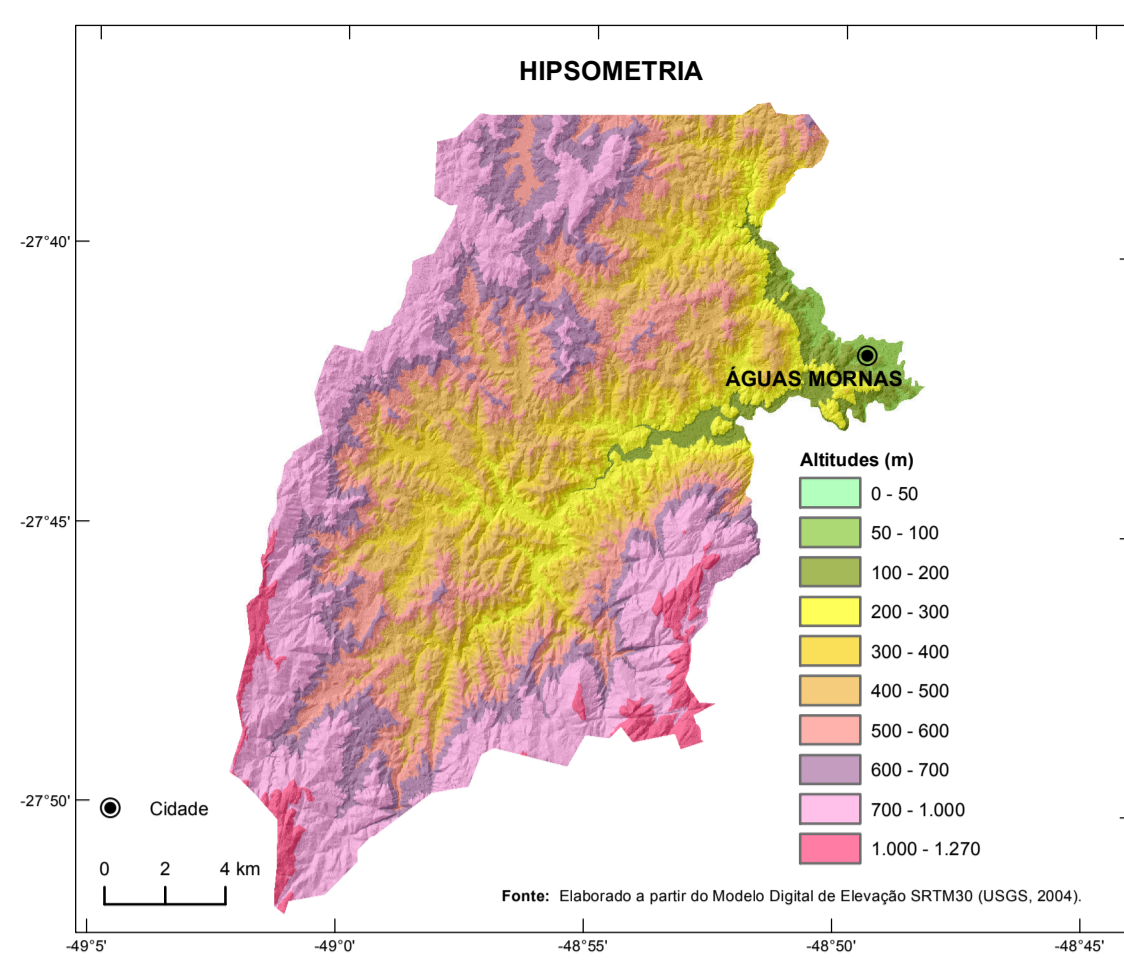 HIPSOMETRIA
-27°40'
ÁGUAS MORNAS
Altitudes (m)
0 - 50
-27°45'
50 - 100
100 - 200
200 - 300
300 - 400
400 - 500
500 - 600
600 - 700
-27°50'
Cidade
700 - 1.000
1.000 - 1.270
0 2 4 km
Fonte: Elaborado a partir do Modelo Digital de Elevação SRTM30 (USGS, 2004).
-49°5' -49°0' -48°55' -48°50' -48°45'